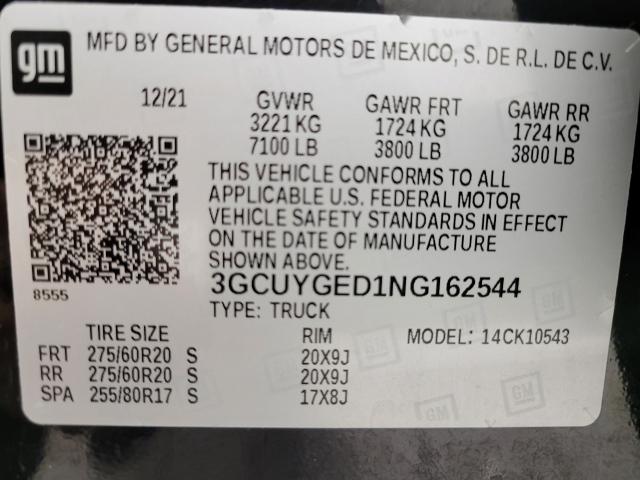 gm
MFD BY GENERAL MOTORS DE MEXICO, S. DE R.L. DE C.V.
12/21 GVWR GAWR FRT GAWR RR
3221 KG 1724 KG 1724 KG
7100 LB 3800 LB 3800 LB
THIS VEHICLE CONFORMS TO ALL
APPLICABLE U.S. FEDERAL MOTOR
VEHICLE SAFETY STANDARDS IN EFFECT
ON THE DATE OF MANUFACTURE
SHOWN ABOVE.
8555
3GCUYGED1NG162544
TYPE: TRUCK
TIRE SIZE RIM MODEL: 14CK10543
FRT 275/60R20 S 20X9J
RR 275/60R20 S 20X9J
SPA 255/80R17 S 17X8J